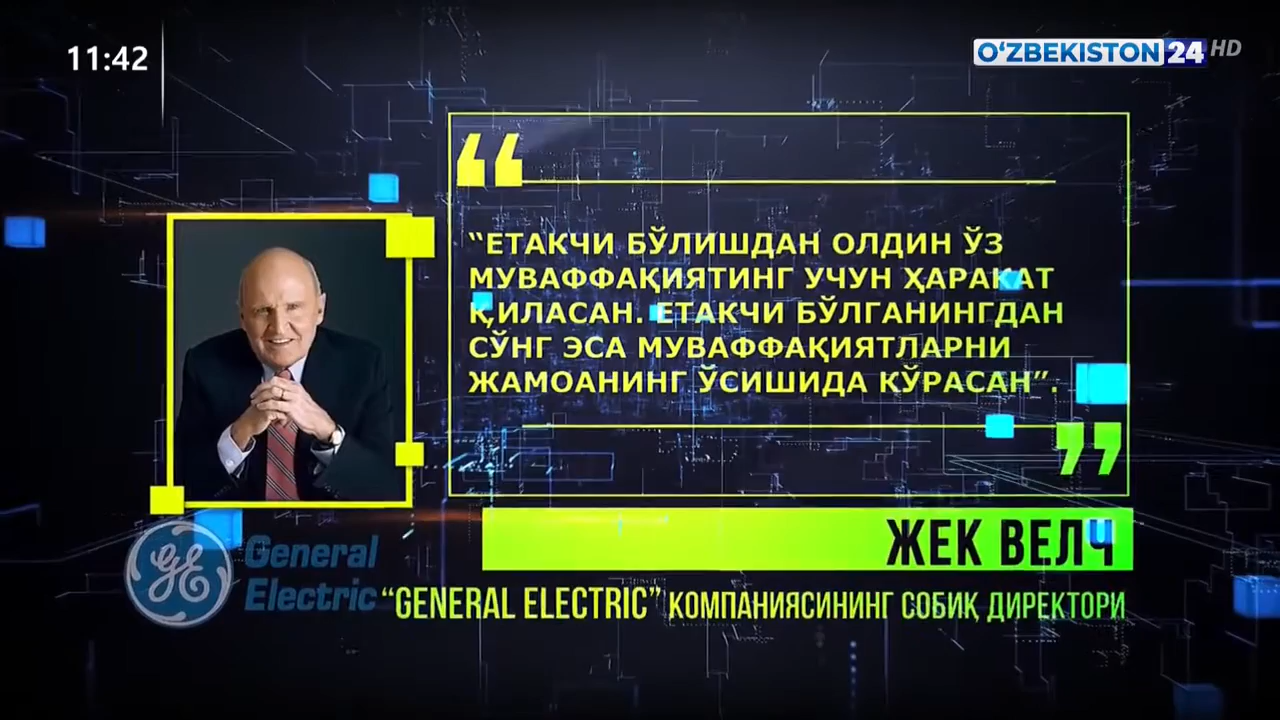 11:42
O‘ZBEKISTON 24 HD
“ЕТАКЧИ БЎЛИШДАН ОЛДИН ЎЗ
МУВАФФАҚИЯТИНГ УЧУН ҲАРАКАТ
ҚИЛАСАН. ЕТАКЧИ БЎЛГАНИНГДАН
СЎНГ ЭСА МУВАФФАҚИЯТЛАРНИ
ЖАМОАНИНГ ЎСИШИДА КЎРАСАН”.
ЖЕК ВЕЛЧ
GE
General
Electric
“GENERAL ELECTRIC” КОМПАНИЯСИНИНГ СОБИҚ ДИРЕКТОРИ